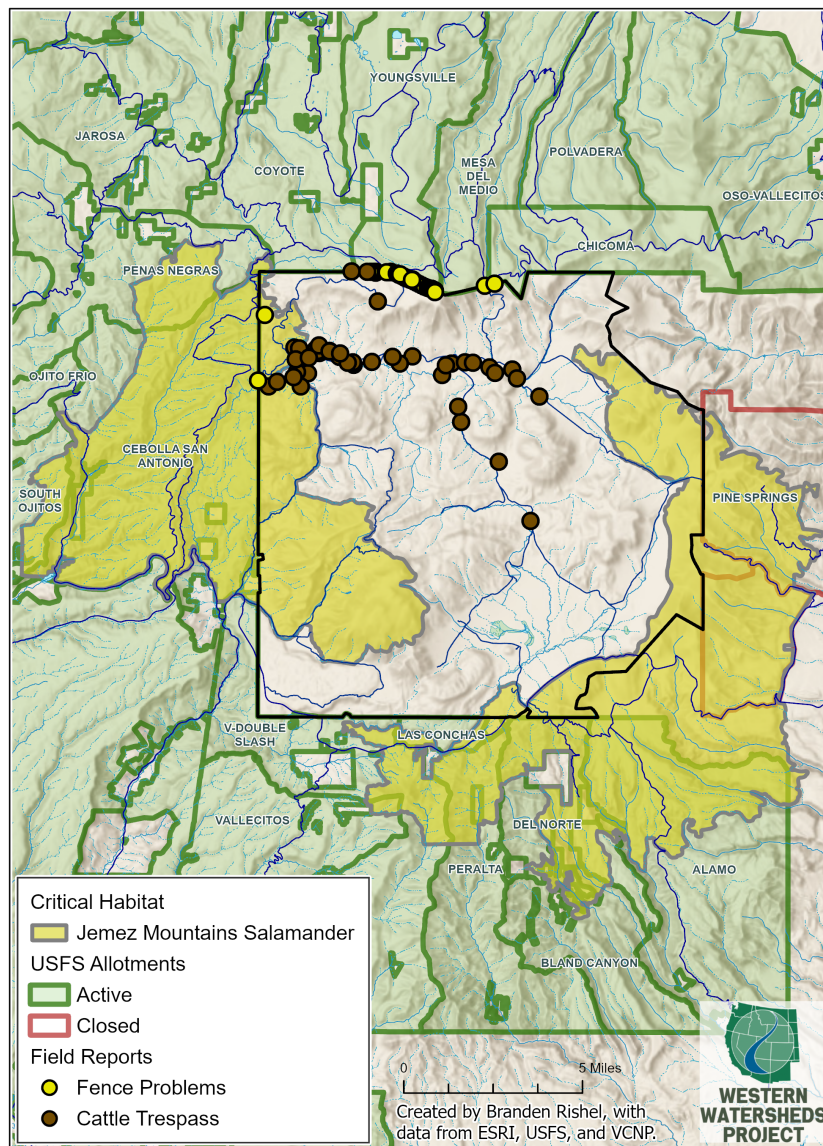 YOUNGSVILLE
JAROSA
COYOTE
MESA
DEL
MEDIO
POLVADERA
OSO-VALLECITOS
CHICOMA
PENAS NEGRAS
OJITO FRIO
CEBOLLA SAN
ANTONIO
SOUTH
OJITOS
PINE SPRINGS
V-DOUBLE
SLASH
LAS CONCHAS
VALLECITOS
DEL NORTE
PERALTA
ALAMO
BLAND CANYON
Critical Habitat
Jemez Mountains Salamander
USFS Allotments
Active
Closed
Field Reports
Fence Problems
Cattle Trespass
0
5 Miles
Created by Branden Rishel, with
data from ESRI, USFS, and VCNP.
WESTERN
WATERSHEDS
PROJECT